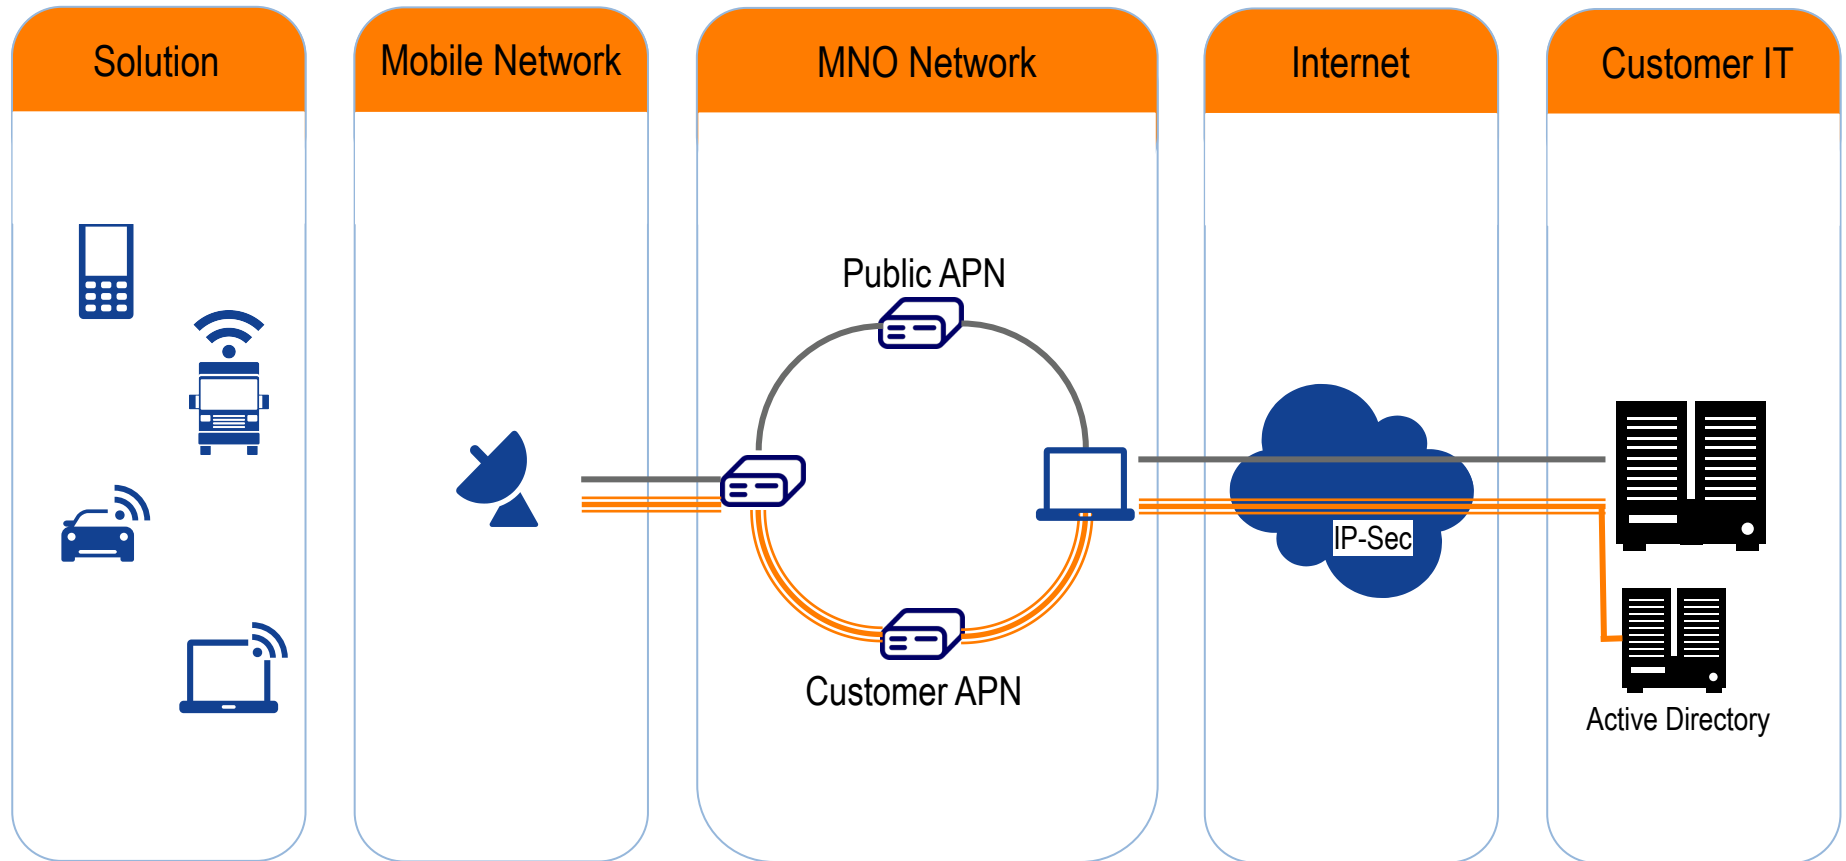 Solution
Mobile Network
MNO Network
Internet
Customer IT
Public APN
IP-Sec
Customer APN
Active Directory